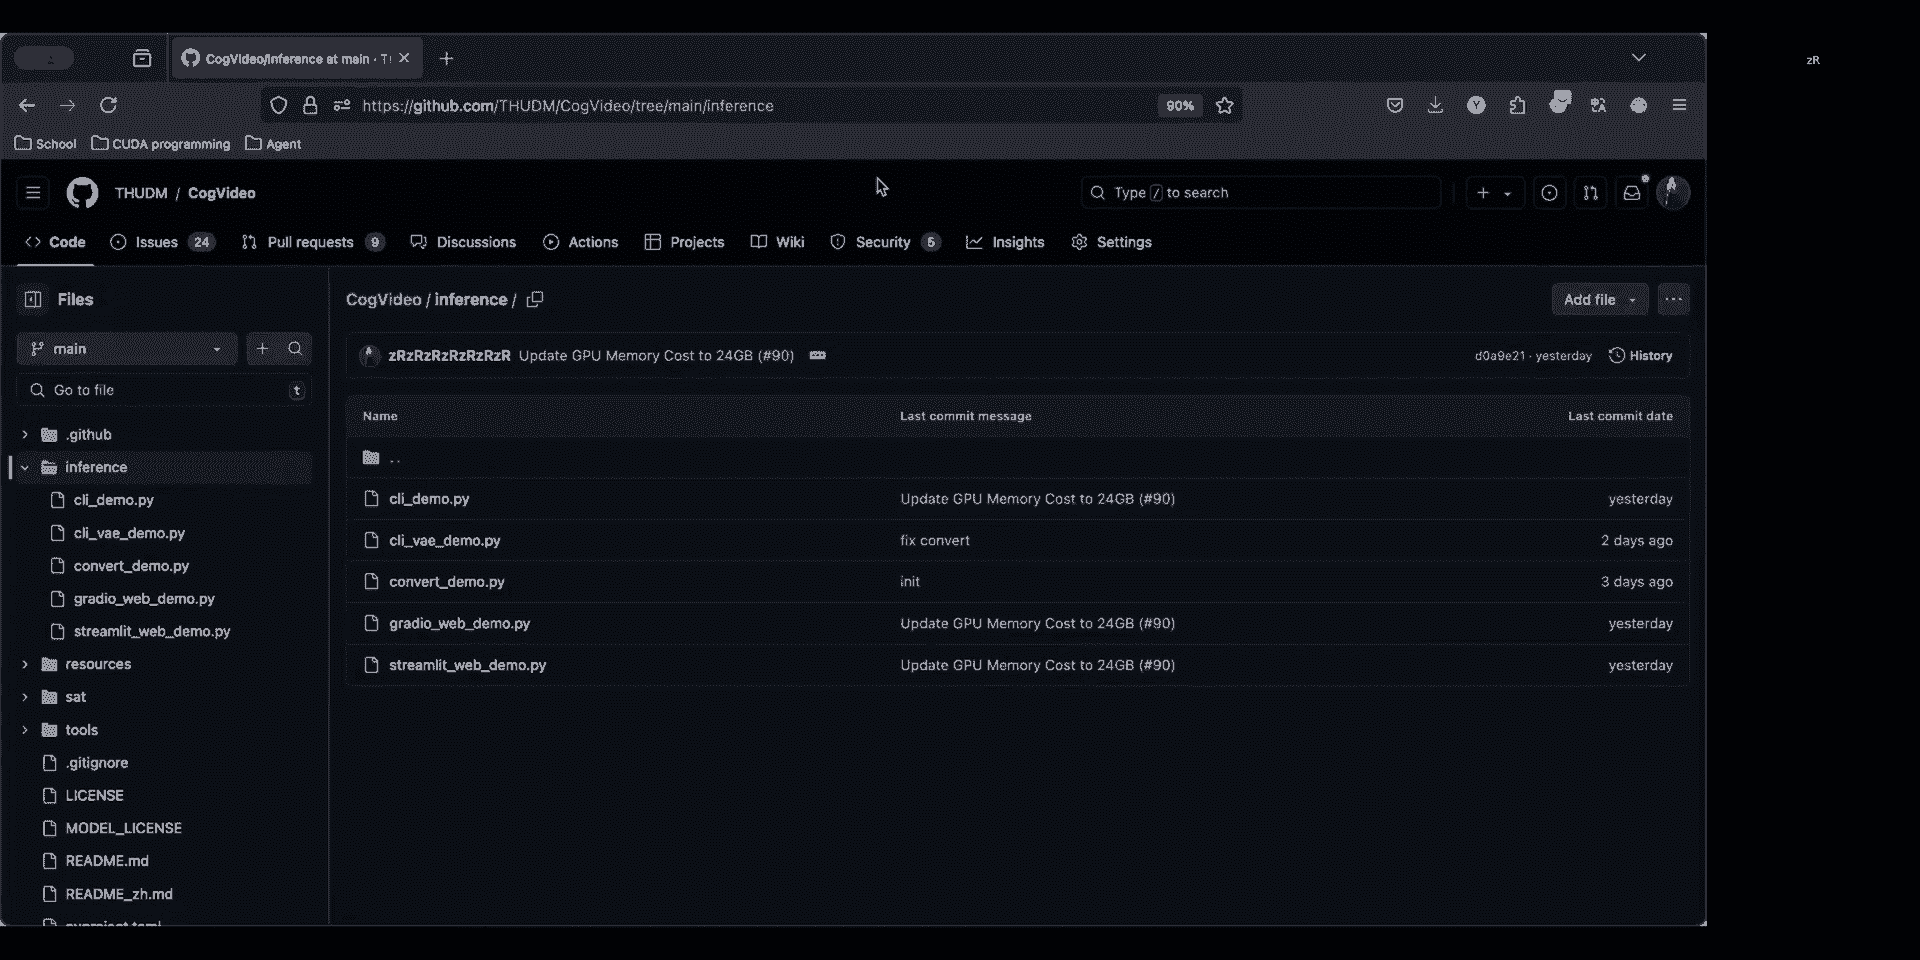 CogVideo/inference at main · T
https://github.com/THUDM/CogVideo/tree/main/inference
90%
School
CUDA programming
Agent
THUDM / CogVideo
Type / to search
Code
Issues 24
Pull requests 9
Discussions
Actions
Projects
Wiki
Security 5
Insights
Settings
zR
Files
main
Go to file
t
.github
inference
cli_demo.py
cli_vae_demo.py
convert_demo.py
gradio_web_demo.py
streamlit_web_demo.py
resources
sat
tools
.gitignore
LICENSE
MODEL_LICENSE
README.md
README_zh.md
CogVideo / inference /
Add file
zRzRzRzRzRzRzR Update GPU Memory Cost to 24GB (#90)
d0a9e21 · yesterday
History
Name Last commit message Last commit date
..
cli_demo.py Update GPU Memory Cost to 24GB (#90) yesterday
cli_vae_demo.py fix convert 2 days ago
convert_demo.py init 3 days ago
gradio_web_demo.py Update GPU Memory Cost to 24GB (#90) yesterday
streamlit_web_demo.py Update GPU Memory Cost to 24GB (#90) yesterday